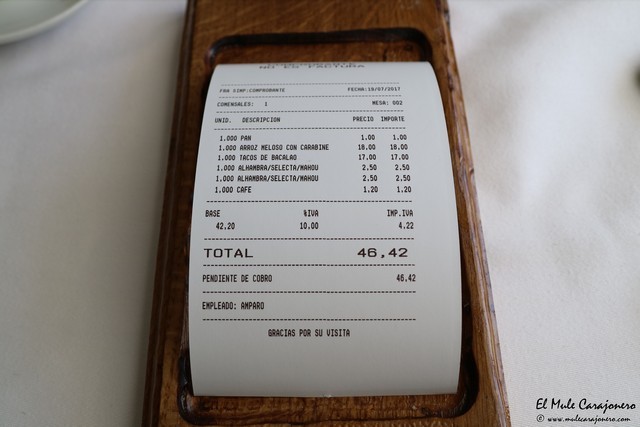 NO ES FACTURA
FRA SIMP:COMPROBANTE FECHA:19/07/2017
COMENSALES: 1 MESA: 002
UNID. DESCRIPCION PRECIO IMPORTE
1.000 PAN 1.00 1.00
1.000 ARROZ MELOSO CON CARABINE 18.00 18.00
1.000 TACOS DE BACALAO 17.00 17.00
1.000 ALHAMBRA/SELECTA/MAHOU 2.50 2.50
1.000 ALHAMBRA/SELECTA/MAHOU 2.50 2.50
1.000 CAFE 1.20 1.20
BASE %IVA IMP.IVA
42,20 10.00 4.22
TOTAL 46,42
PENDIENTE DE COBRO 46.42
EMPLEADO: AMPARO
GRACIAS POR SU VISITA
El Mule Carajonero
© www.mulecarajonero.com